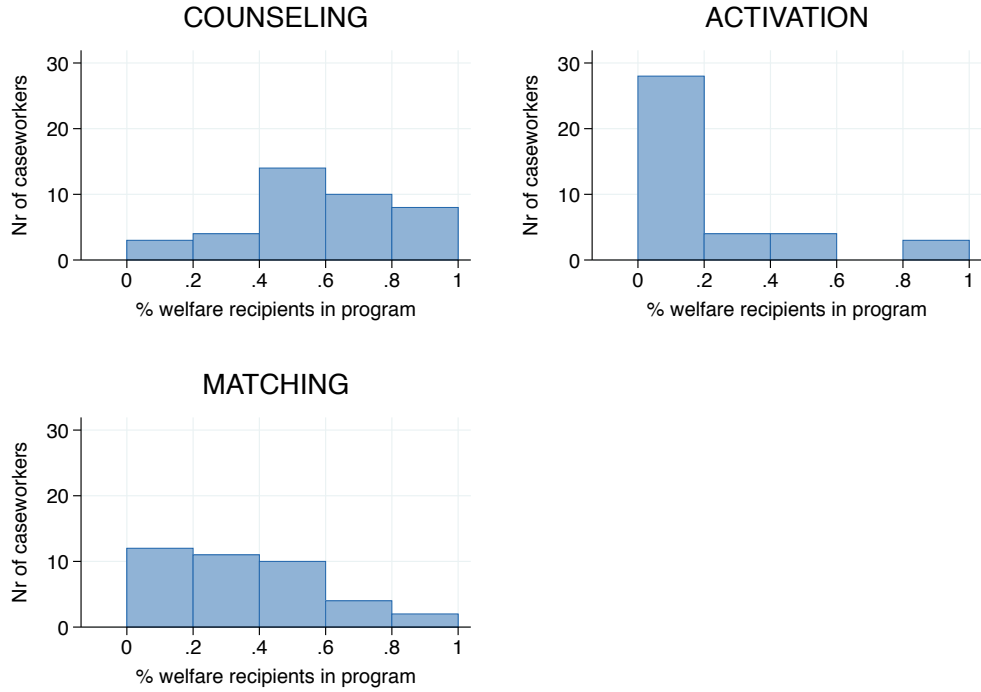 COUNSELING
Nr of caseworkers
30
20
10
0
0 .2 .4 .6 .8 1
% welfare recipients in program
ACTIVATION
Nr of caseworkers
30
20
10
0
0 .2 .4 .6 .8 1
% welfare recipients in program
MATCHING
Nr of caseworkers
30
20
10
0
0 .2 .4 .6 .8 1
% welfare recipients in program